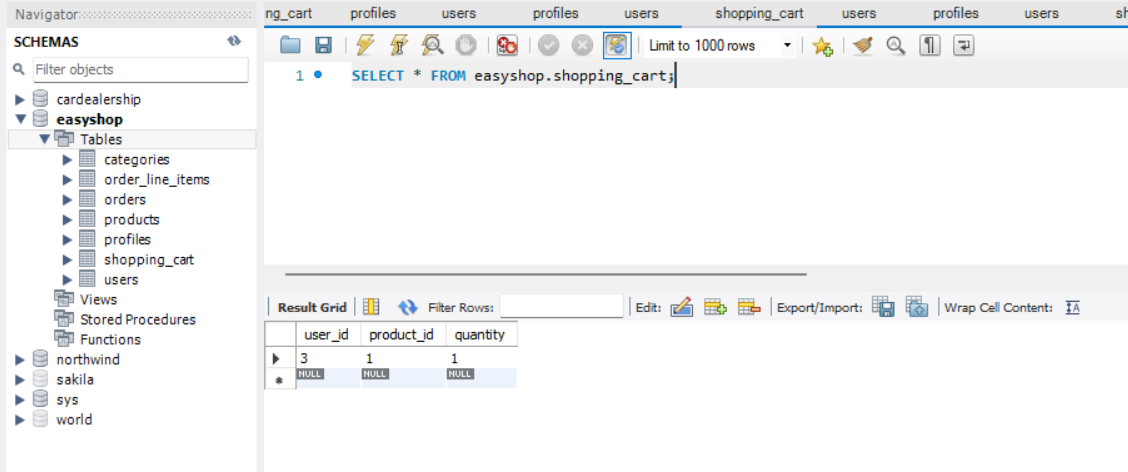 Navigator
ng_cart profiles users profiles users shopping_cart users profiles users sh
SCHEMAS
Limit to 1000 rows
Filter objects
1 SELECT * FROM easyshop.shopping_cart;
cardealership
easyshop
Tables
categories
order_line_items
orders
products
profiles
shopping_cart
users
Views
Stored Procedures
Functions
northwind
sakila
sys
world
Result Grid Filter Rows: Edit: Export/Import: Wrap Cell Content: IA
user_id product_id quantity
3 1 1
NULL NULL NULL